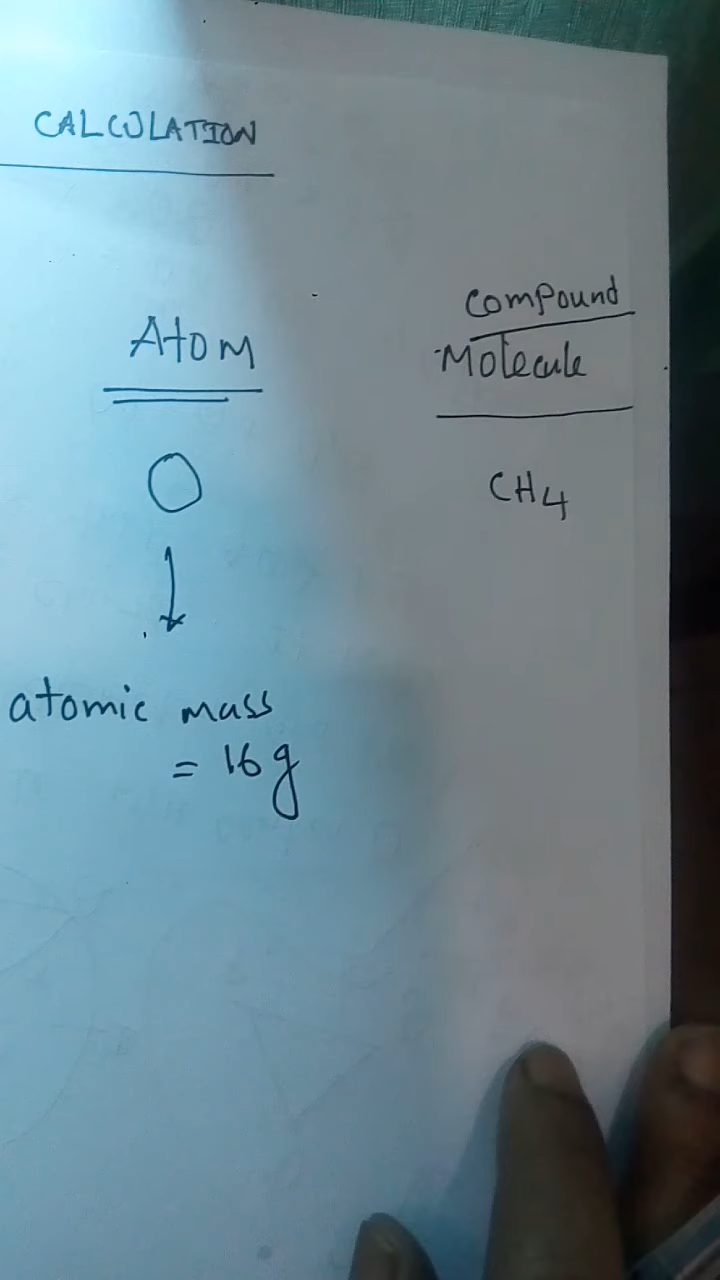 CALCULATION
Compound
Atom
Molecule
O
CH4
atomic mass
= 16g